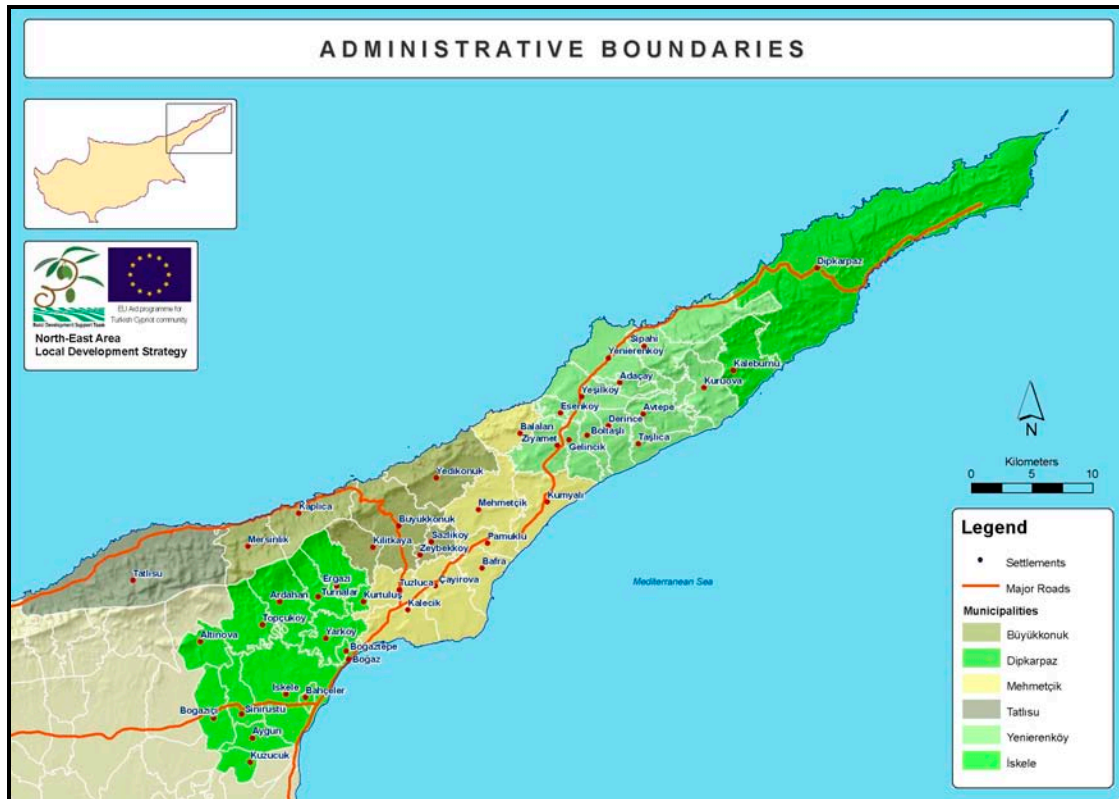 ADMINISTRATIVE BOUNDARIES
EU Aid programme for
Turkish Cypriot community
Rural Development Support Team
North-East Area
Local Development Strategy
Dipkarpaz
Sipahi
Yenierenköy
Kaleburnu
Adaçay
Kuruova
Yeşilköy
Esenköy
Avtepe
Derince
Balalan
Boltaşlı
Ziyamet
Gelincik
Taşlıca
Yedikonuk
Kumyalı
Mehmetçik
Kaplıca
Büyükkonuk
Sazlıköy
Pamuklu
Mersinlik
Kilitkaya
Zeybekköy
Bafra
Tatlısu
Ergazi
Tuzluca
Çayırova
Ardahan
Turnalar
Kurtuluş
Kalecik
Topçuköy
Altınova
Yarköy
Boğaztepe
Boğaz
İskele
Bahçeler
Boğaziçi
Sınırüstü
Aygün
Kuzucuk
Mediterranean Sea
N
Kilometers
0 5 10
Legend
Settlements
Major Roads
Municipalities
Büyükkonuk
Dipkarpaz
Mehmetçik
Tatlısu
Yenierenköy
İskele